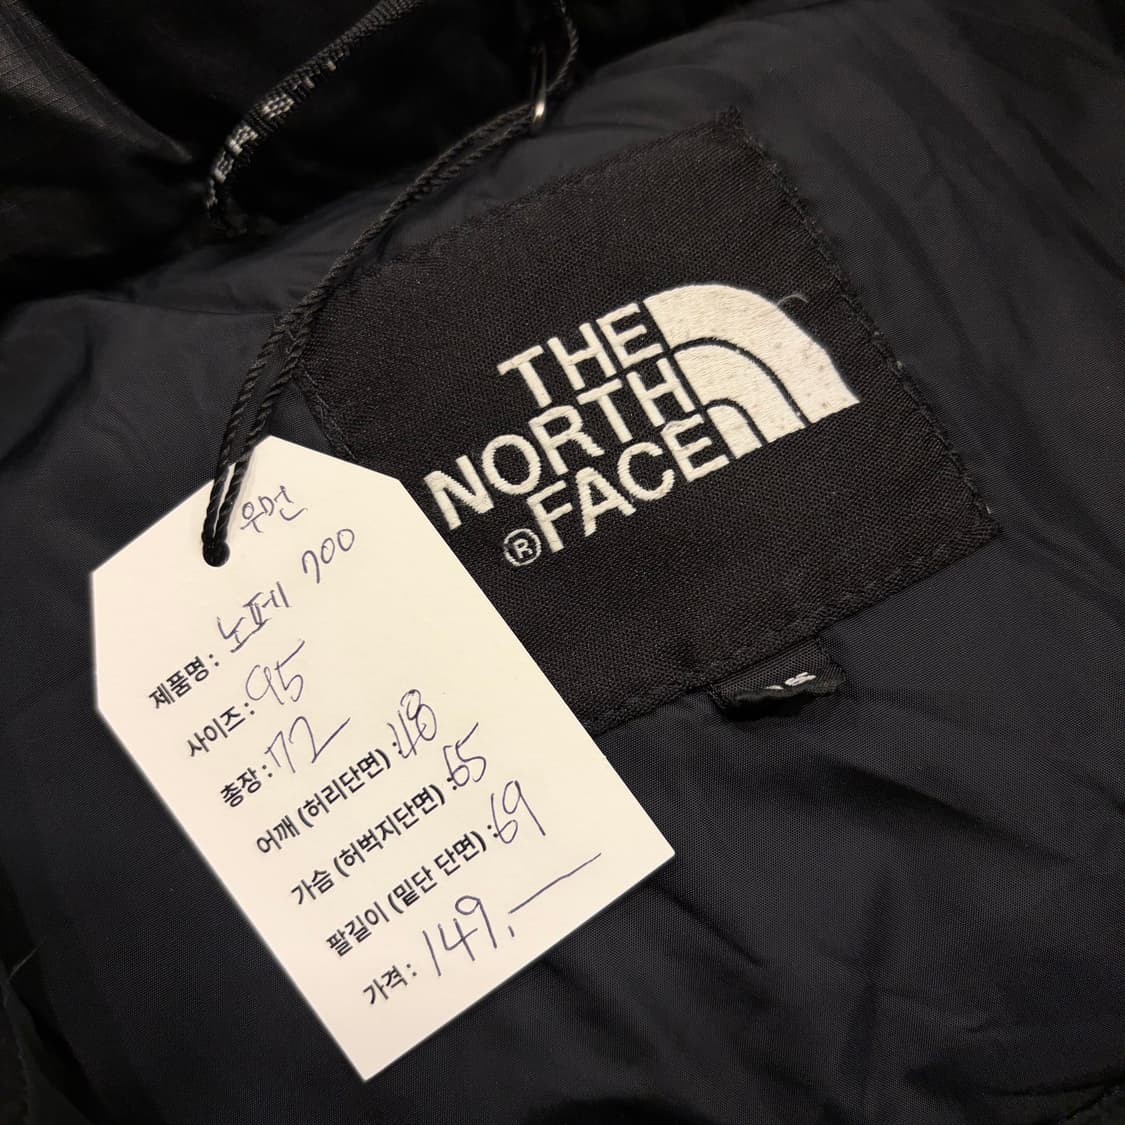 THE
NORTH
FACE
®
우먼
제품명 : 노페 700
사이즈 : 95
총장 : 72
어깨 (허리단면) : 48
가슴 (허벅지단면) : 65
팔길이 (밑단 단면) : 69
가격 : 149,—